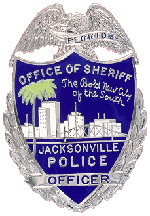 FLORIDA
OFFICE OF SHERIFF
The Bold New City
of the South
JACKSONVILLE
POLICE
OFFICER